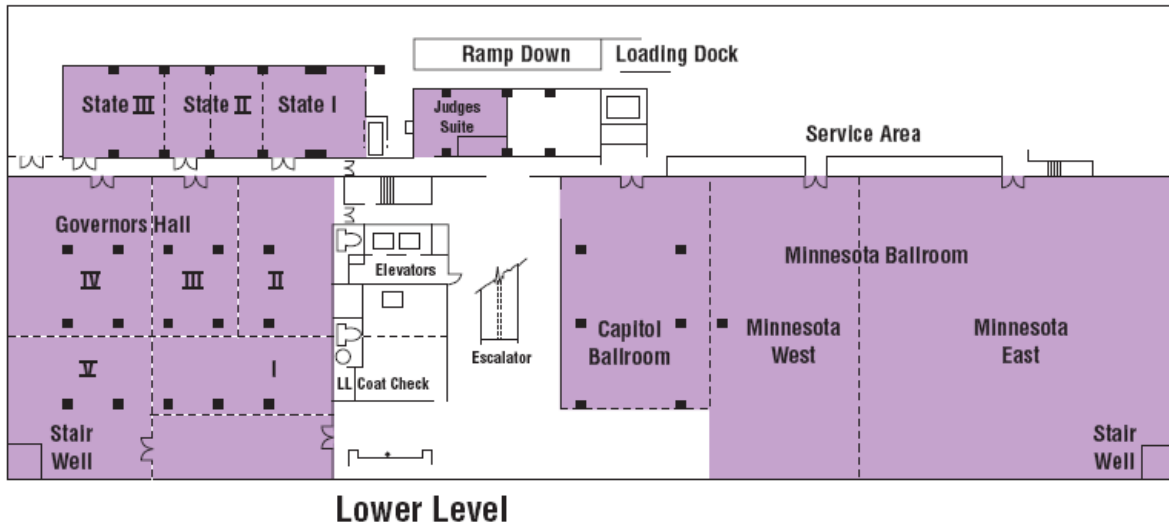 Ramp Down
Loading Dock
State III
State II
State I
Judges
Suite
Service Area
Governors Hall
Minnesota Ballroom
IV
III
II
Elevators
Capitol
Ballroom
Minnesota
West
Minnesota
East
Escalator
V
I
LL Coat Check
Stair
Well
Stair
Well
Lower Level